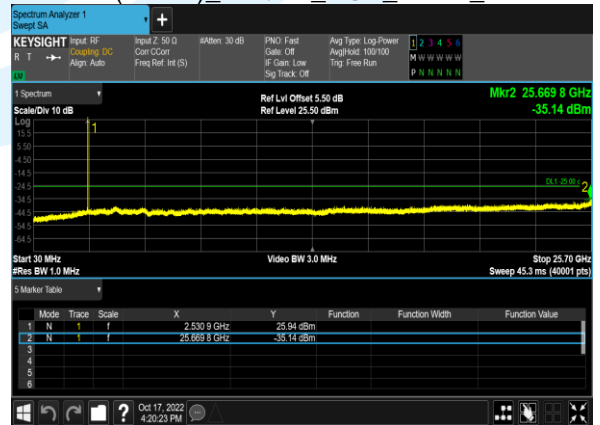 Spectrum Analyzer 1
Swept SA
KEYSIGHT Input: RF Input Z: 50 Ω #Atten: 30 dB PNO: Fast Avg Type: Log-Power 1 2 3 4 5 6
R T Coupling: DC Corr CCorr Gate: Off Avg|Hold: 100/100 M W W W W W
Align: Auto Freq Ref: Int (S) IF Gain: Low Trig: Free Run
Sig Track: Off P N N N N N
LV
1 Spectrum Ref Lvl Offset 5.50 dB Mkr2 25.669 8 GHz
Scale/Div 10 dB Ref Level 25.50 dBm -35.14 dBm
Log
1
15.5
5.50
-4.50
-14.5
-24.5 DL1 -25.00
2
-34.5
-44.5
-54.5
-64.5
Start 30 MHz Video BW 3.0 MHz Stop 25.70 GHz
#Res BW 1.0 MHz Sweep 45.3 ms (40001 pts)
5 Marker Table
Mode Trace Scale X Y Function Function Width Function Value
1 N 1 f 2.530 9 GHz 25.94 dBm
2 N 1 f 25.669 8 GHz -35.14 dBm
3
4
5
6
? Oct 17, 2022
4:20:23 PM